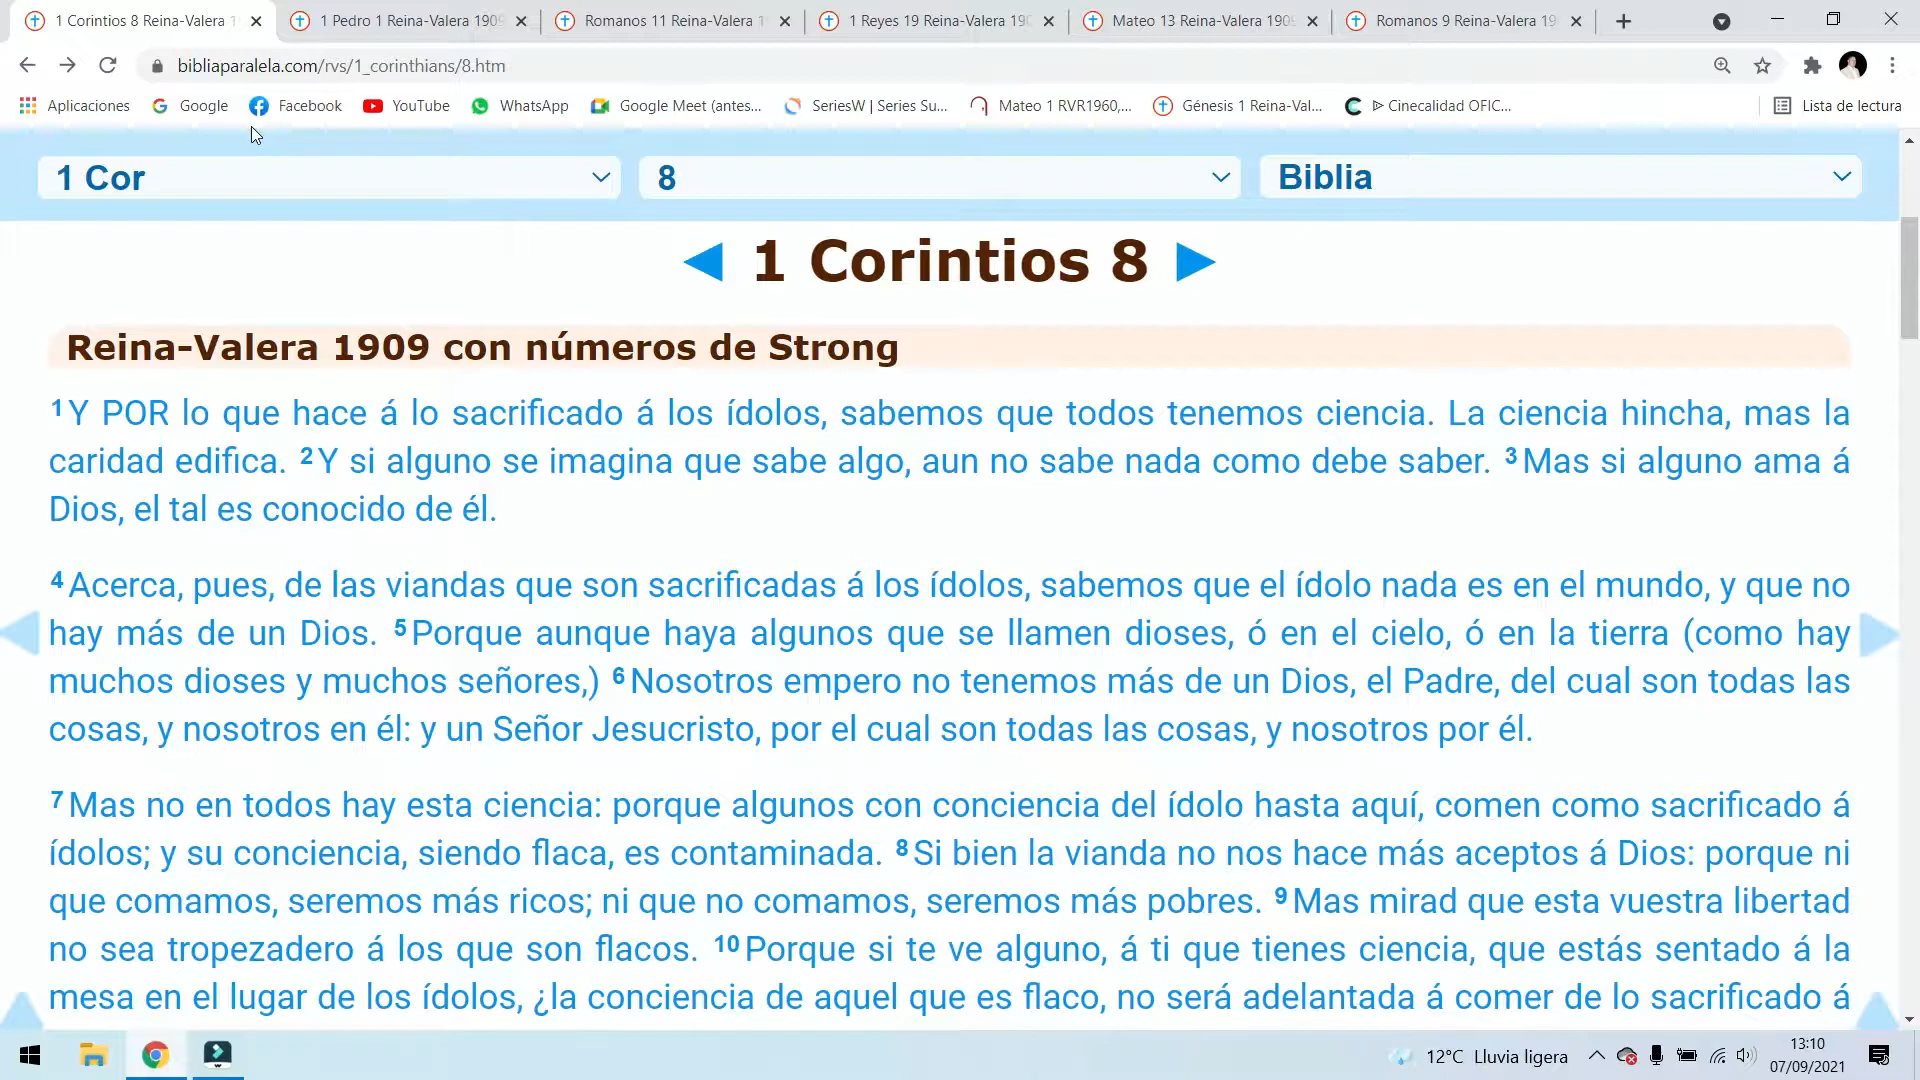 1 Corintios 8 Reina-Valera 1
1 Pedro 1 Reina-Valera 1909
Romanos 11 Reina-Valera 1
1 Reyes 19 Reina-Valera 190
Mateo 13 Reina-Valera 1909
Romanos 9 Reina-Valera 19
bibliaparalela.com/rvs/1_corinthians/8.htm
Aplicaciones
Google
Facebook
YouTube
WhatsApp
Google Meet (antes...
SeriesW | Series Su...
Mateo 1 RVR1960,...
Génesis 1 Reina-Val...
ᐅ Cinecalidad OFIC...
Lista de lectura
1 Cor
8
Biblia
◄ 1 Corintios 8 ►
Reina-Valera 1909 con números de Strong
1Y POR lo que hace á lo sacrificado á los ídolos, sabemos que todos tenemos ciencia. La ciencia hincha, mas la
caridad edifica. 2Y si alguno se imagina que sabe algo, aun no sabe nada como debe saber. 3Mas si alguno ama á
Dios, el tal es conocido de él.
4Acerca, pues, de las viandas que son sacrificadas á los ídolos, sabemos que el ídolo nada es en el mundo, y que no
hay más de un Dios. 5Porque aunque haya algunos que se llamen dioses, ó en el cielo, ó en la tierra (como hay
muchos dioses y muchos señores,) 6Nosotros empero no tenemos más de un Dios, el Padre, del cual son todas las
cosas, y nosotros en él: y un Señor Jesucristo, por el cual son todas las cosas, y nosotros por él.
7Mas no en todos hay esta ciencia: porque algunos con conciencia del ídolo hasta aquí, comen como sacrificado á
ídolos; y su conciencia, siendo flaca, es contaminada. 8Si bien la vianda no nos hace más aceptos á Dios: porque ni
que comamos, seremos más ricos; ni que no comamos, seremos más pobres. 9Mas mirad que esta vuestra libertad
no sea tropezadero á los que son flacos. 10Porque si te ve alguno, á ti que tienes ciencia, que estás sentado á la
mesa en el lugar de los ídolos, ¿la conciencia de aquel que es flaco, no será adelantada á comer de lo sacrificado á
12°C Lluvia ligera
13:10
07/09/2021